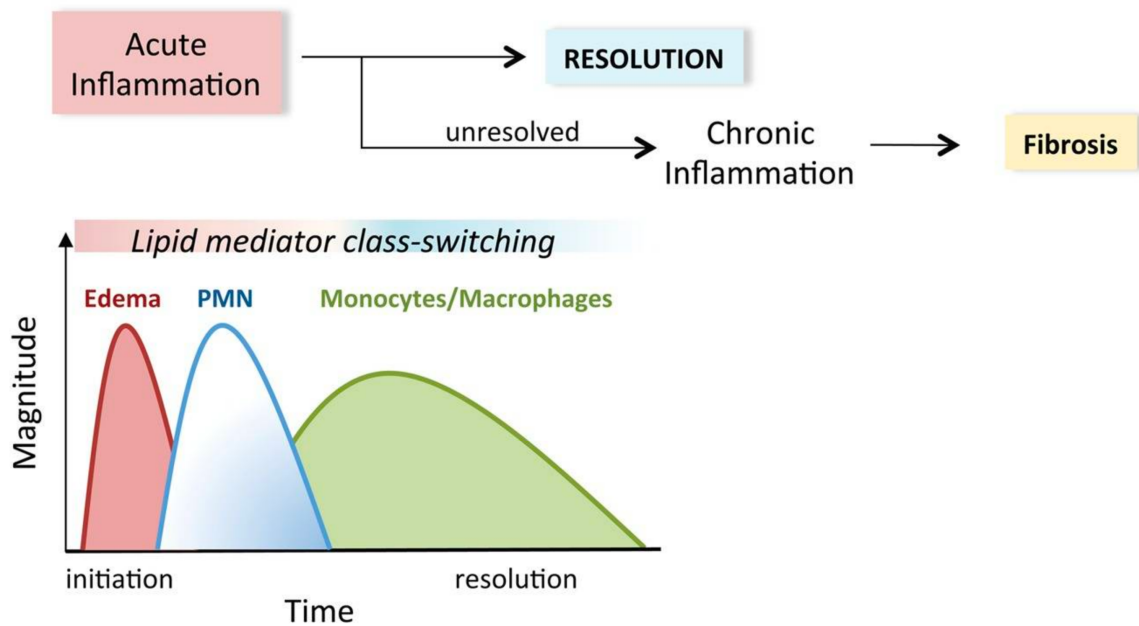 Acute
Inflammation
RESOLUTION
unresolved
Chronic
Inflammation
Fibrosis
Lipid mediator class-switching
Edema PMN Monocytes/Macrophages
Magnitude
initiation resolution
Time